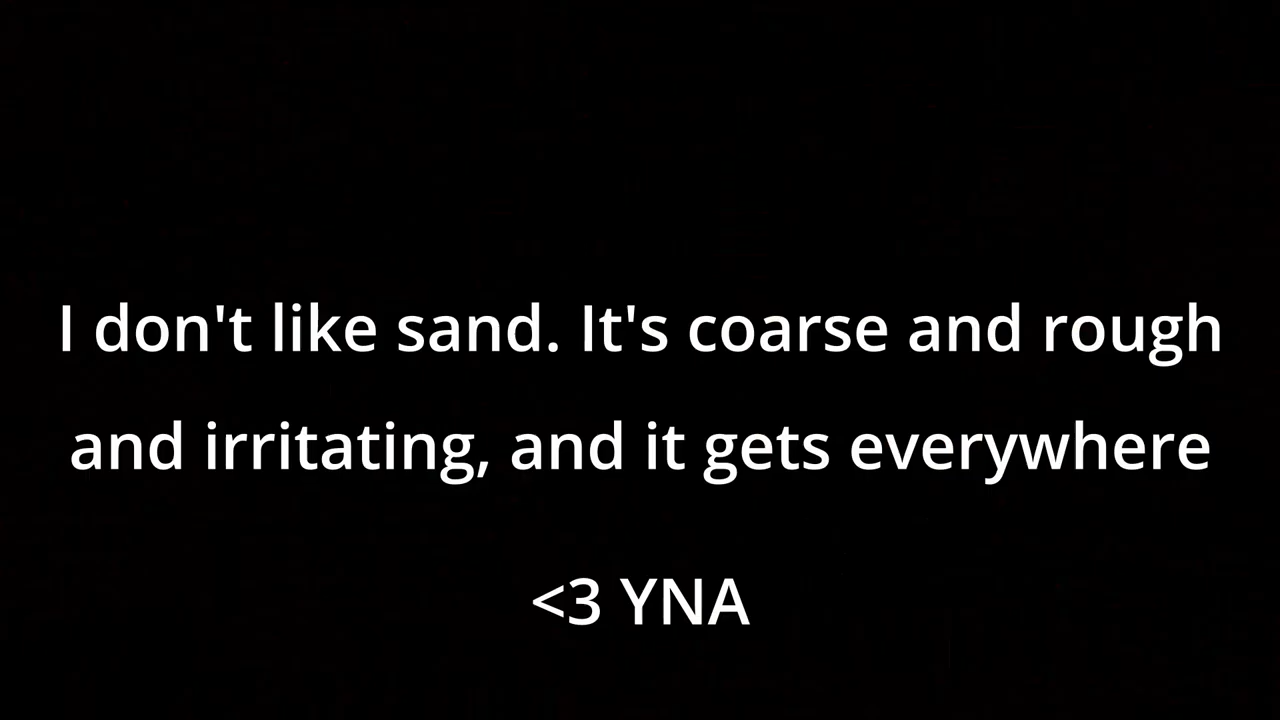 I don't like sand. It's coarse and rough
and irritating, and it gets everywhere
<3 YNA